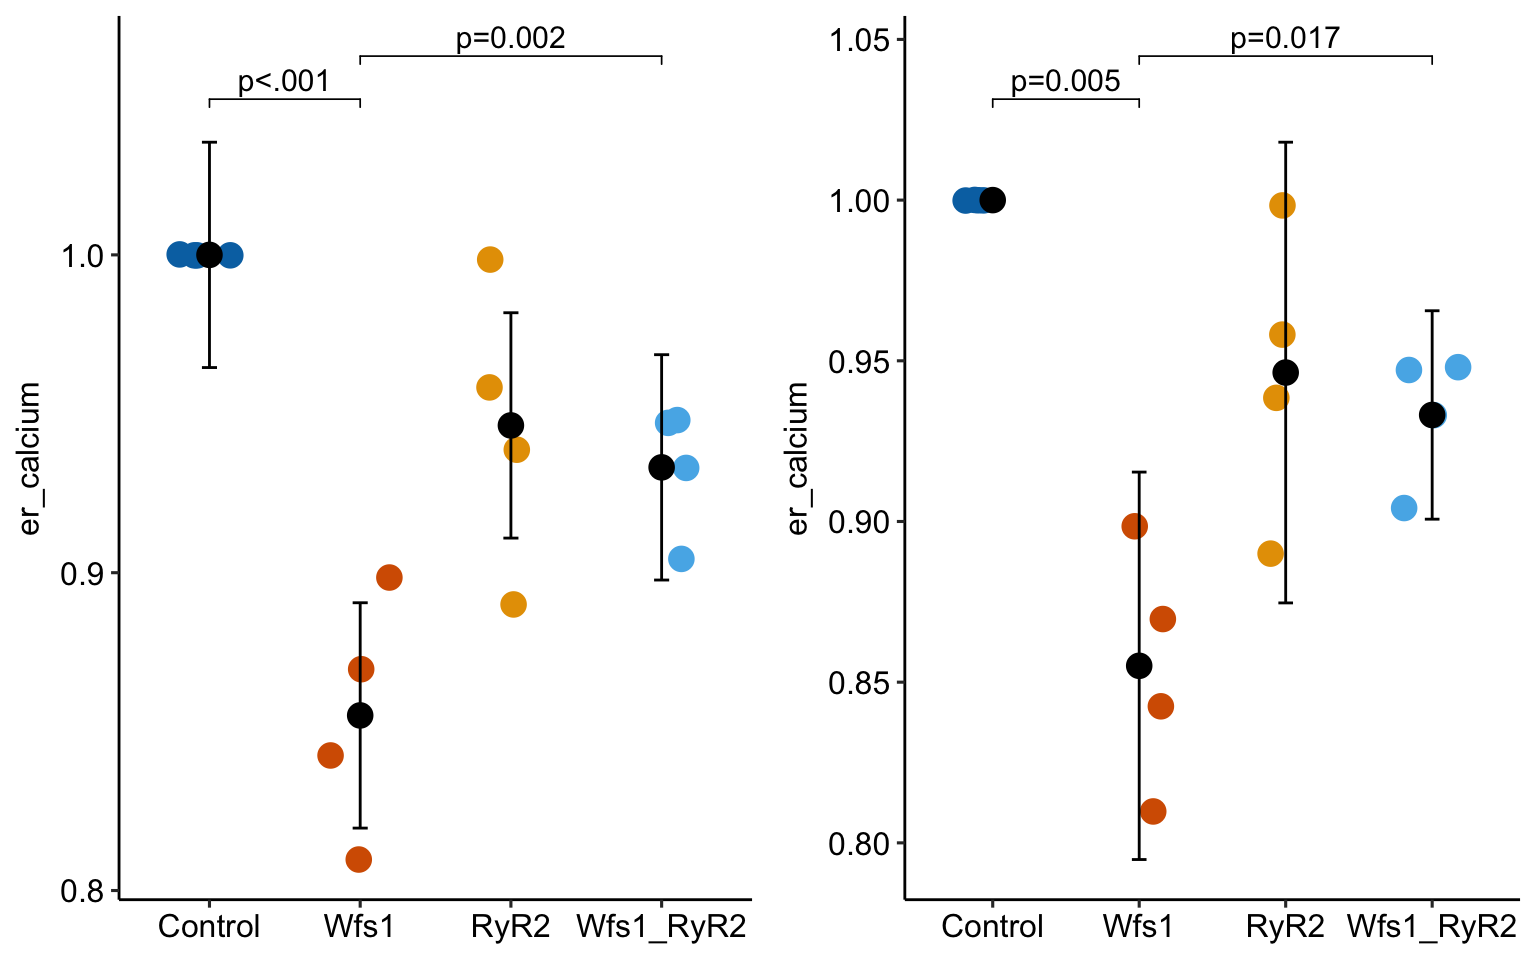 p=0.002
p<.001
1.0
0.9
0.8
er_calcium
Control Wfs1 RyR2 Wfs1_RyR2
1.05
p=0.017
p=0.005
1.00
0.95
0.90
0.85
0.80
er_calcium
Control Wfs1 RyR2 Wfs1_RyR2